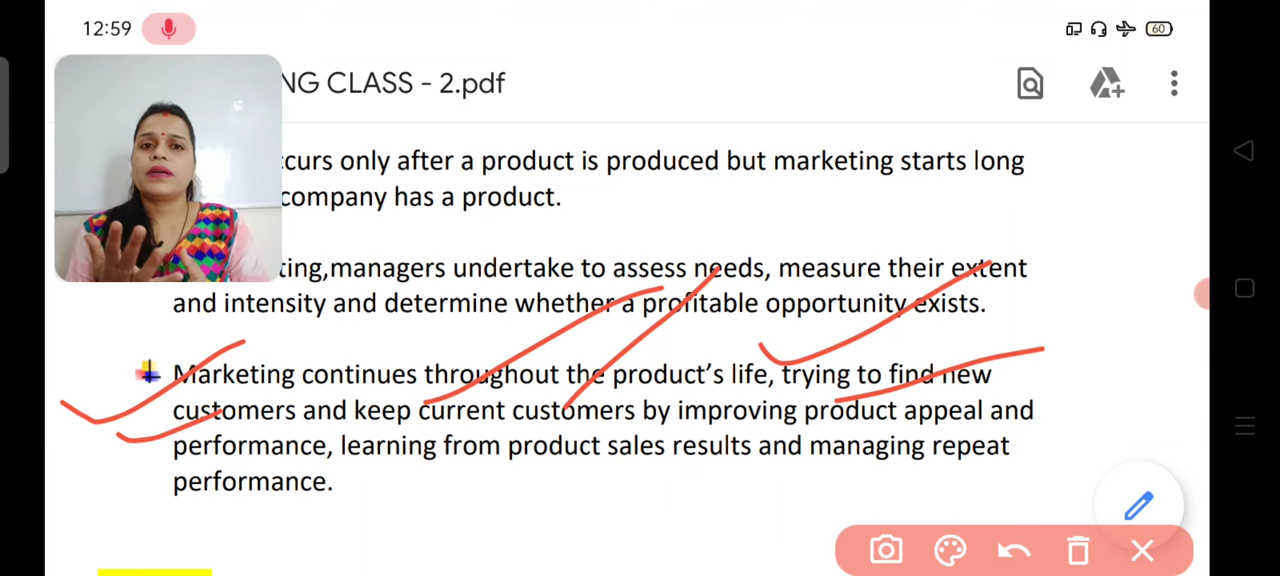 12:59
60
NG CLASS - 2.pdf
ccurs only after a product is produced but marketing starts long
company has a product.
ting,managers undertake to assess needs, measure their extent
and intensity and determine whether a profitable opportunity exists.
Marketing continues throughout the product's life, trying to find new
customers and keep current customers by improving product appeal and
performance, learning from product sales results and managing repeat
performance.